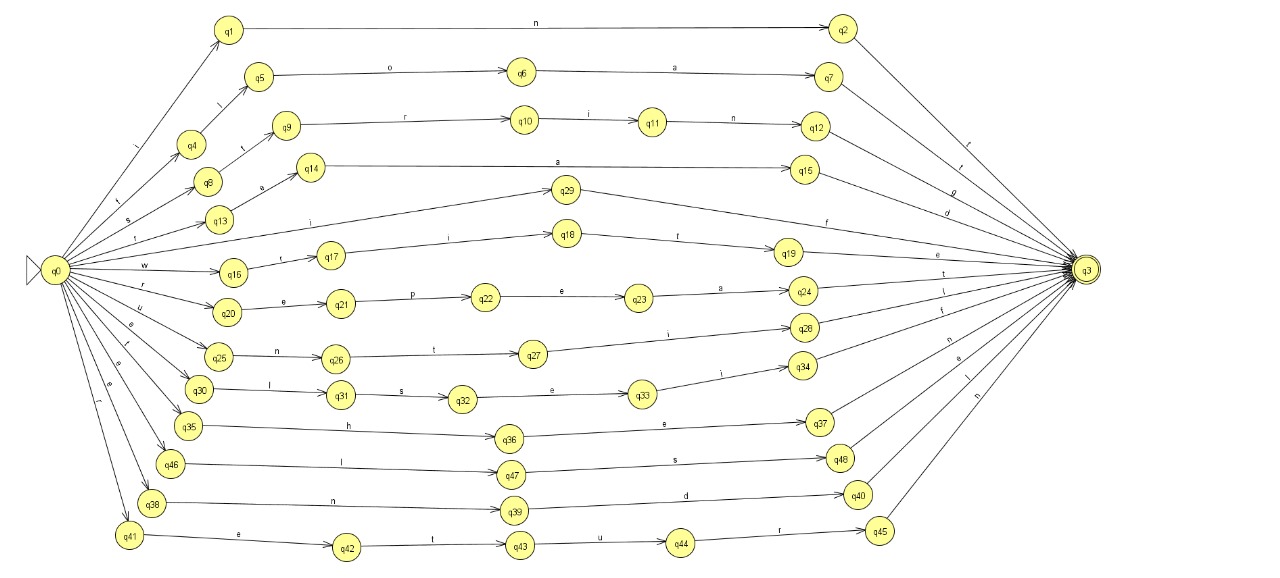 q1 n q2
q5 o q6 a q7
q9 r q10 i q11 n q12
q4 l
q14 a q15
q8 t
q29
q13 e
q18 r q19
q17 i
q0 i f s t i w r u e t e e r
q16 r
q3 t t g d f e t l f n e
q20 e q21 p q22 e q23 a q24
q25 n q26 t q27 i q28
q30 l q31 s q32 e q33 i q34
q35 h q36 e q37
q46 l q47 s q48
q38 n q39 d q40
q41 e q42 t q43 u q44 r q45 n